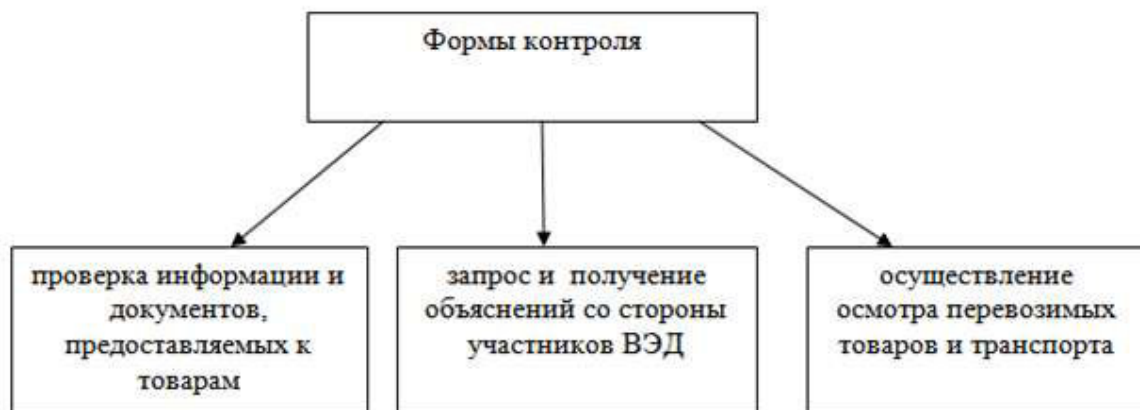 Формы контроля
проверка информации и
документов,
предоставляемых к
товарам
запрос и получение
объяснений со стороны
участников ВЭД
осуществление
осмотра перевозимых
товаров и транспорта